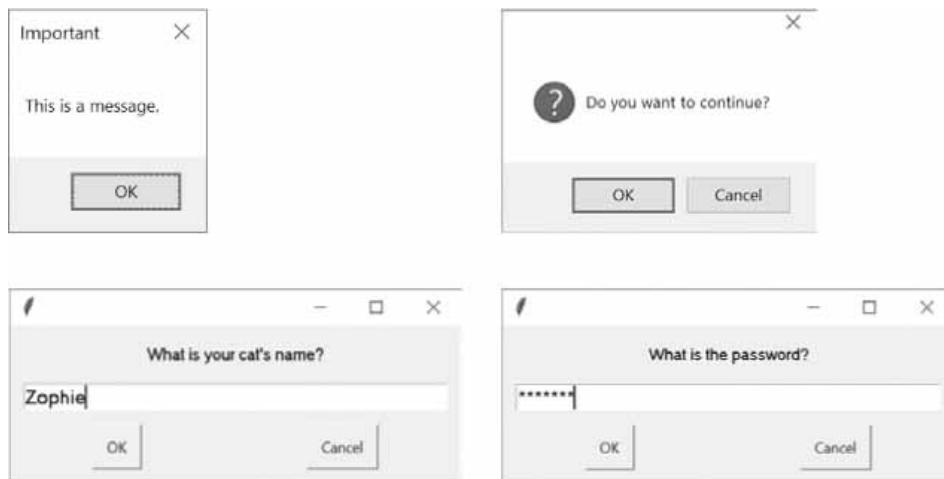 Important
This is a message.
OK
?
Do you want to continue?
OK Cancel
What is your cat's name?
Zophie
OK Cancel
What is the password?
*******
OK Cancel